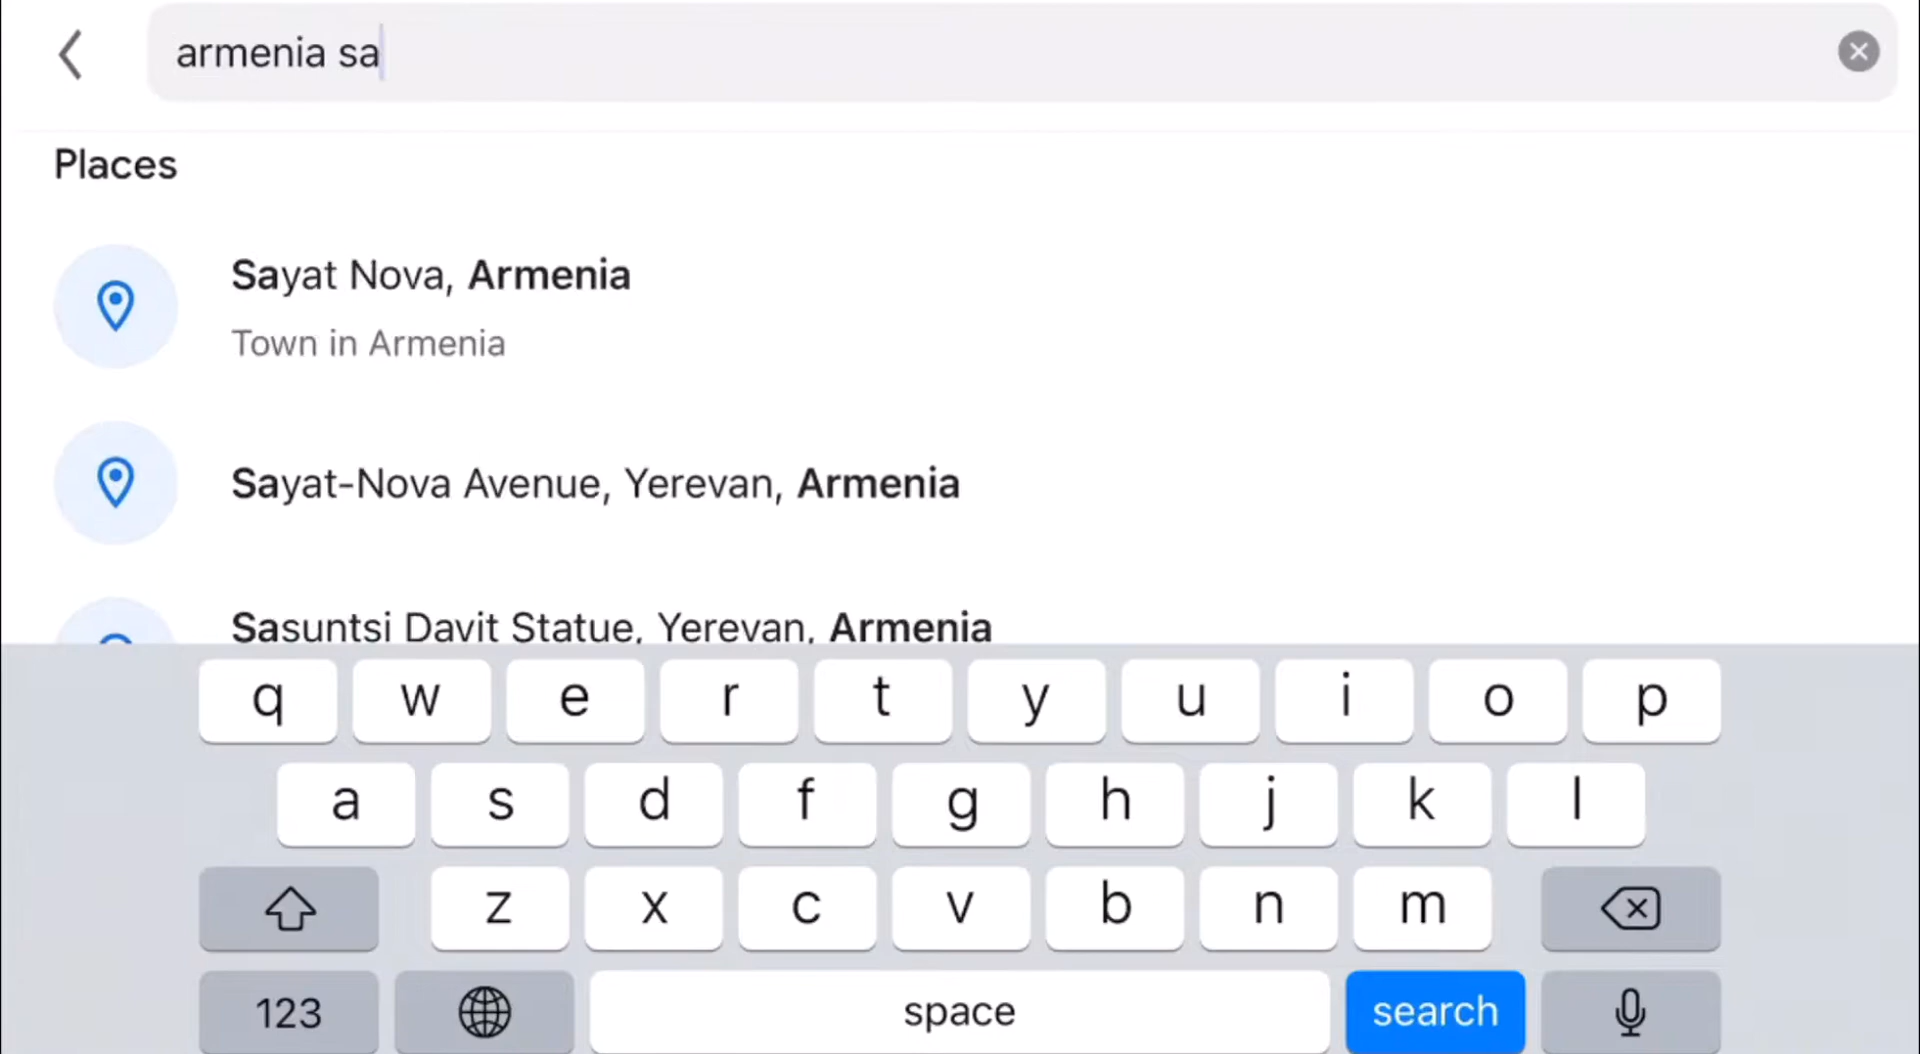 armenia sa
Places
Sayat Nova, Armenia
Town in Armenia
Sayat-Nova Avenue, Yerevan, Armenia
Sasuntsi Davit Statue, Yerevan, Armenia
q w e r t y u i o p
a s d f g h j k l
z x c v b n m
123 space search